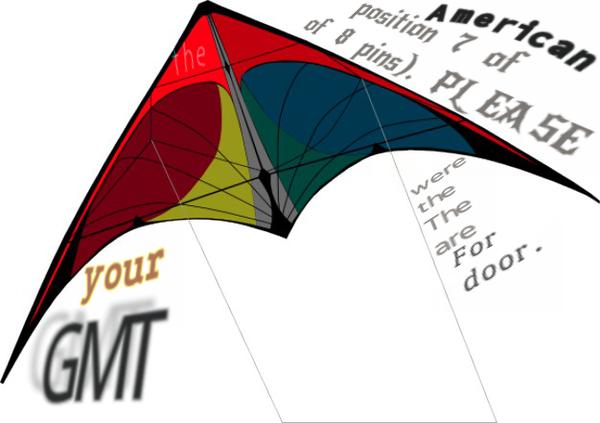 American
position 7 of
of 8 pins). PLEASE
the
were
the
The
are
For
door.
your
GMT